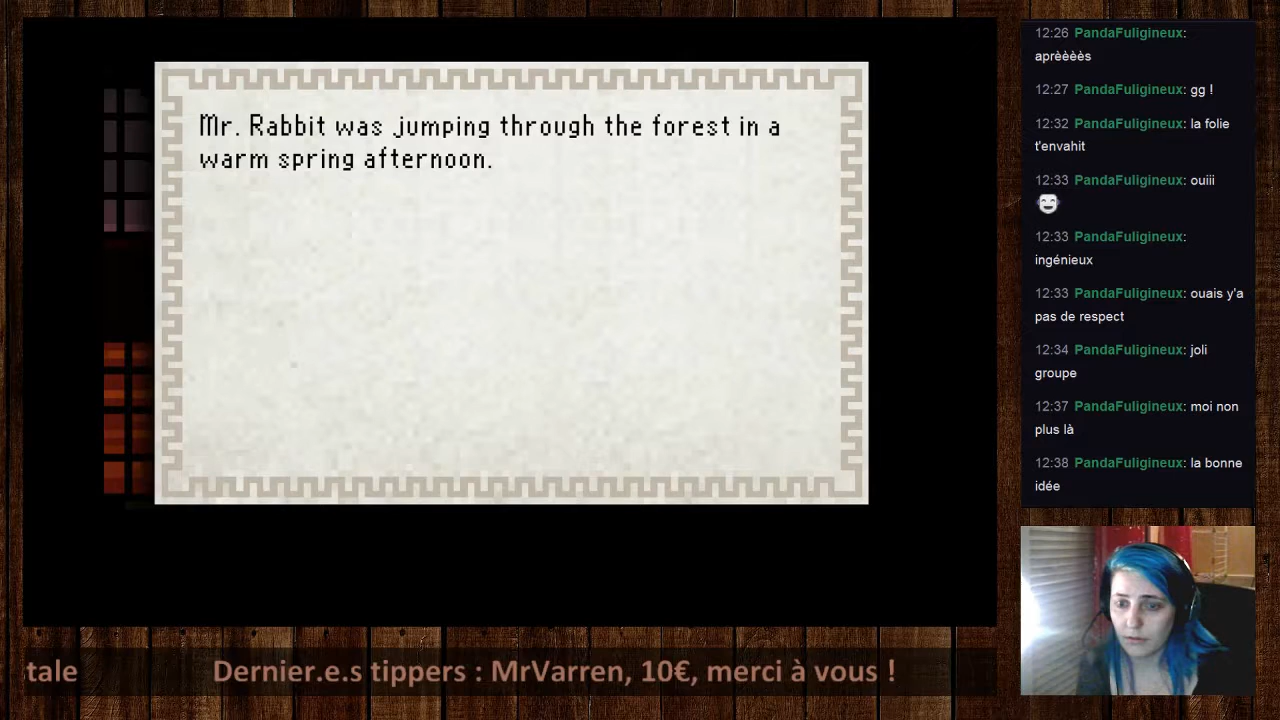 Mr. Rabbit was jumping through the forest in a
warm spring afternoon.
12:26 PandaFuligineux:
aprèèèès
12:27 PandaFuligineux: gg !
12:32 PandaFuligineux: la folie
t'envahit
12:33 PandaFuligineux: ouiii
12:33 PandaFuligineux:
ingénieux
12:33 PandaFuligineux: ouais y'a
pas de respect
12:34 PandaFuligineux: joli
groupe
12:37 PandaFuligineux: moi non
plus là
12:38 PandaFuligineux: la bonne
idée
tale Dernier.e.s tippers : MrVarren, 10€, merci à vous !